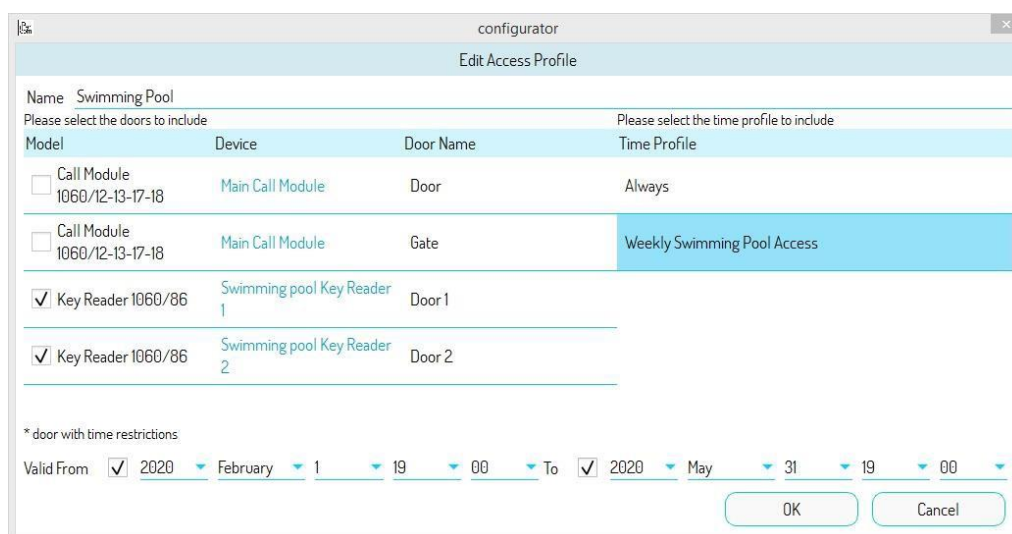 configurator
Edit Access Profile
Name Swimming Pool
Please select the doors to include Please select the time profile to include
Model Device Door Name Time Profile
Call Module
1060/12-13-17-18 Main Call Module Door Always
Call Module
1060/12-13-17-18 Main Call Module Gate Weekly Swimming Pool Access
Key Reader 1060/86 Swimming pool Key Reader
1 Door 1
Key Reader 1060/86 Swimming pool Key Reader
2 Door 2
* door with time restrictions
Valid From 2020 February 1 19 00 To 2020 May 31 19 00
OK Cancel